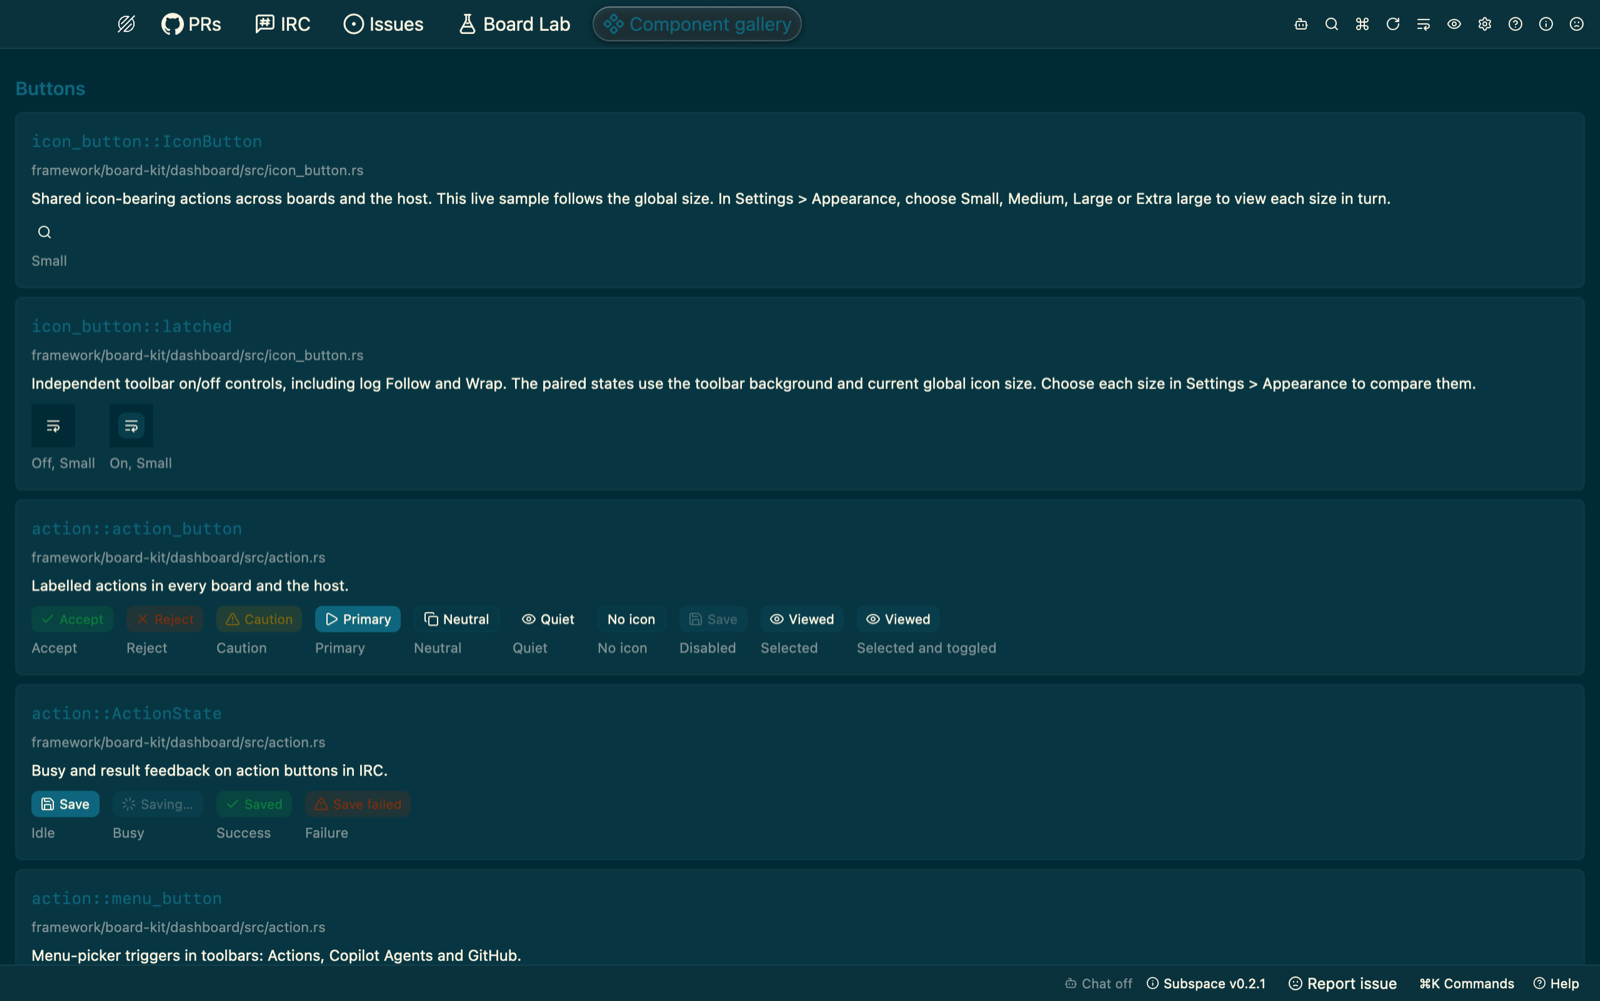 PRs IRC Issues Board Lab Component gallery
Buttons
icon_button::IconButton
framework/board-kit/dashboard/src/icon_button.rs
Shared icon-bearing actions across boards and the host. This live sample follows the global size. In Settings > Appearance, choose Small, Medium, Large or Extra large to view each size in turn.
Small
icon_button::latched
framework/board-kit/dashboard/src/icon_button.rs
Independent toolbar on/off controls, including log Follow and Wrap. The paired states use the toolbar background and current global icon size. Choose each size in Settings > Appearance to compare them.
Off, Small On, Small
action::action_button
framework/board-kit/dashboard/src/action.rs
Labelled actions in every board and the host.
Accept Reject Caution Primary Neutral Quiet No icon Save Viewed Viewed
Accept Reject Caution Primary Neutral Quiet No icon Disabled Selected Selected and toggled
action::ActionState
framework/board-kit/dashboard/src/action.rs
Busy and result feedback on action buttons in IRC.
Save Saving... Saved Save failed
Idle Busy Success Failure
action::menu_button
framework/board-kit/dashboard/src/action.rs
Menu-picker triggers in toolbars: Actions, Copilot Agents and GitHub.
Chat off Subspace v0.2.1 Report issue ⌘K Commands Help